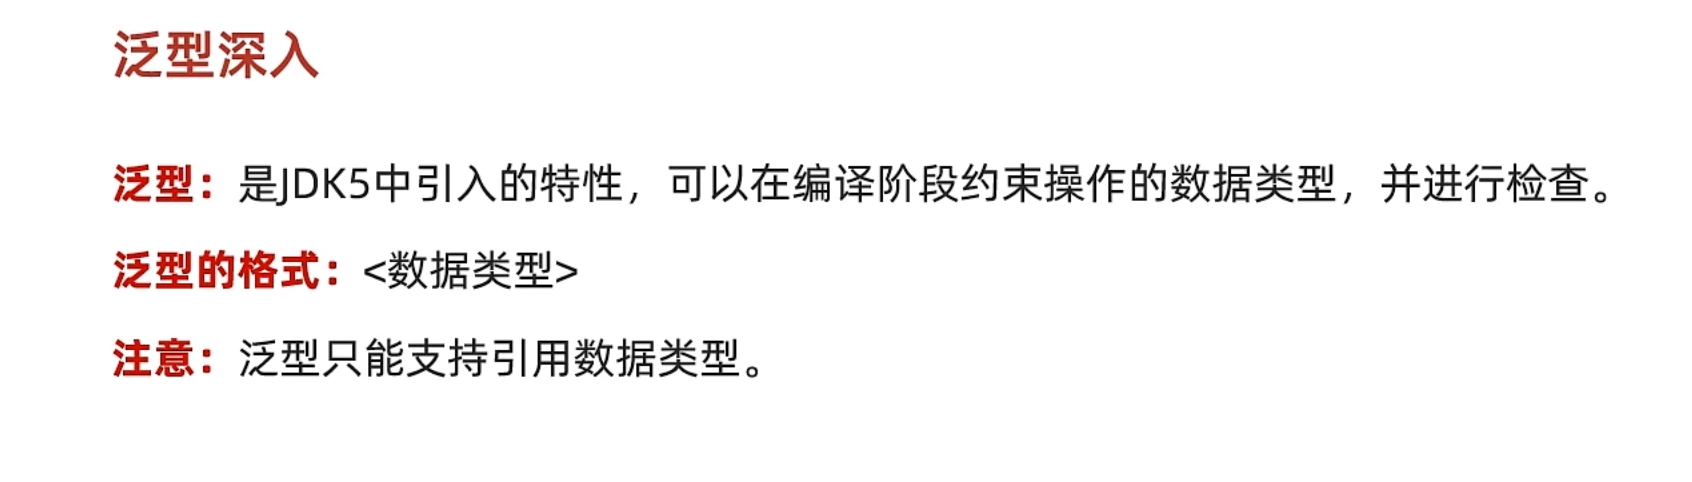 泛型深入
泛型：是JDK5中引入的特性，可以在编译阶段约束操作的数据类型，并进行检查。
泛型的格式：<数据类型>
注意：泛型只能支持引用数据类型。